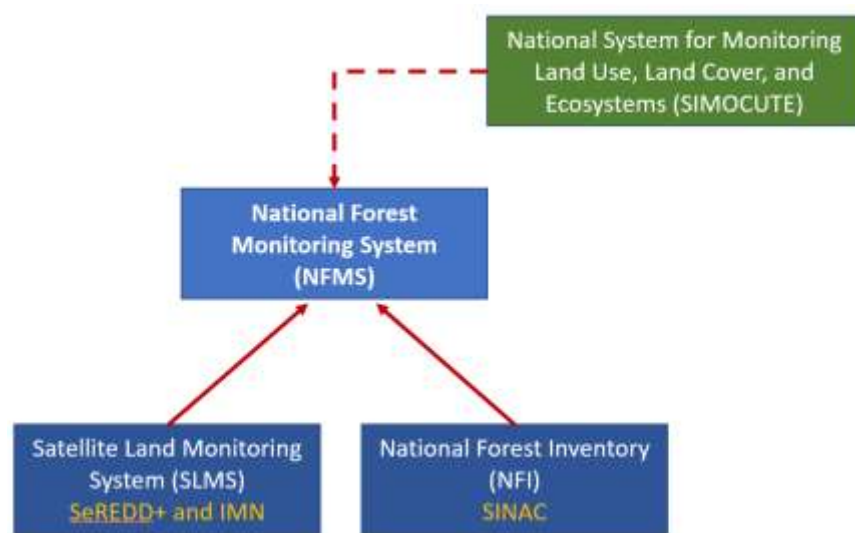 National System for Monitoring
Land Use, Land Cover, and
Ecosystems (SIMOCUTE)
National Forest
Monitoring System
(NFMS)
Satellite Land Monitoring
System (SLMS)
SeREDD+ and IMN
National Forest Inventory
(NFI)
SINAC